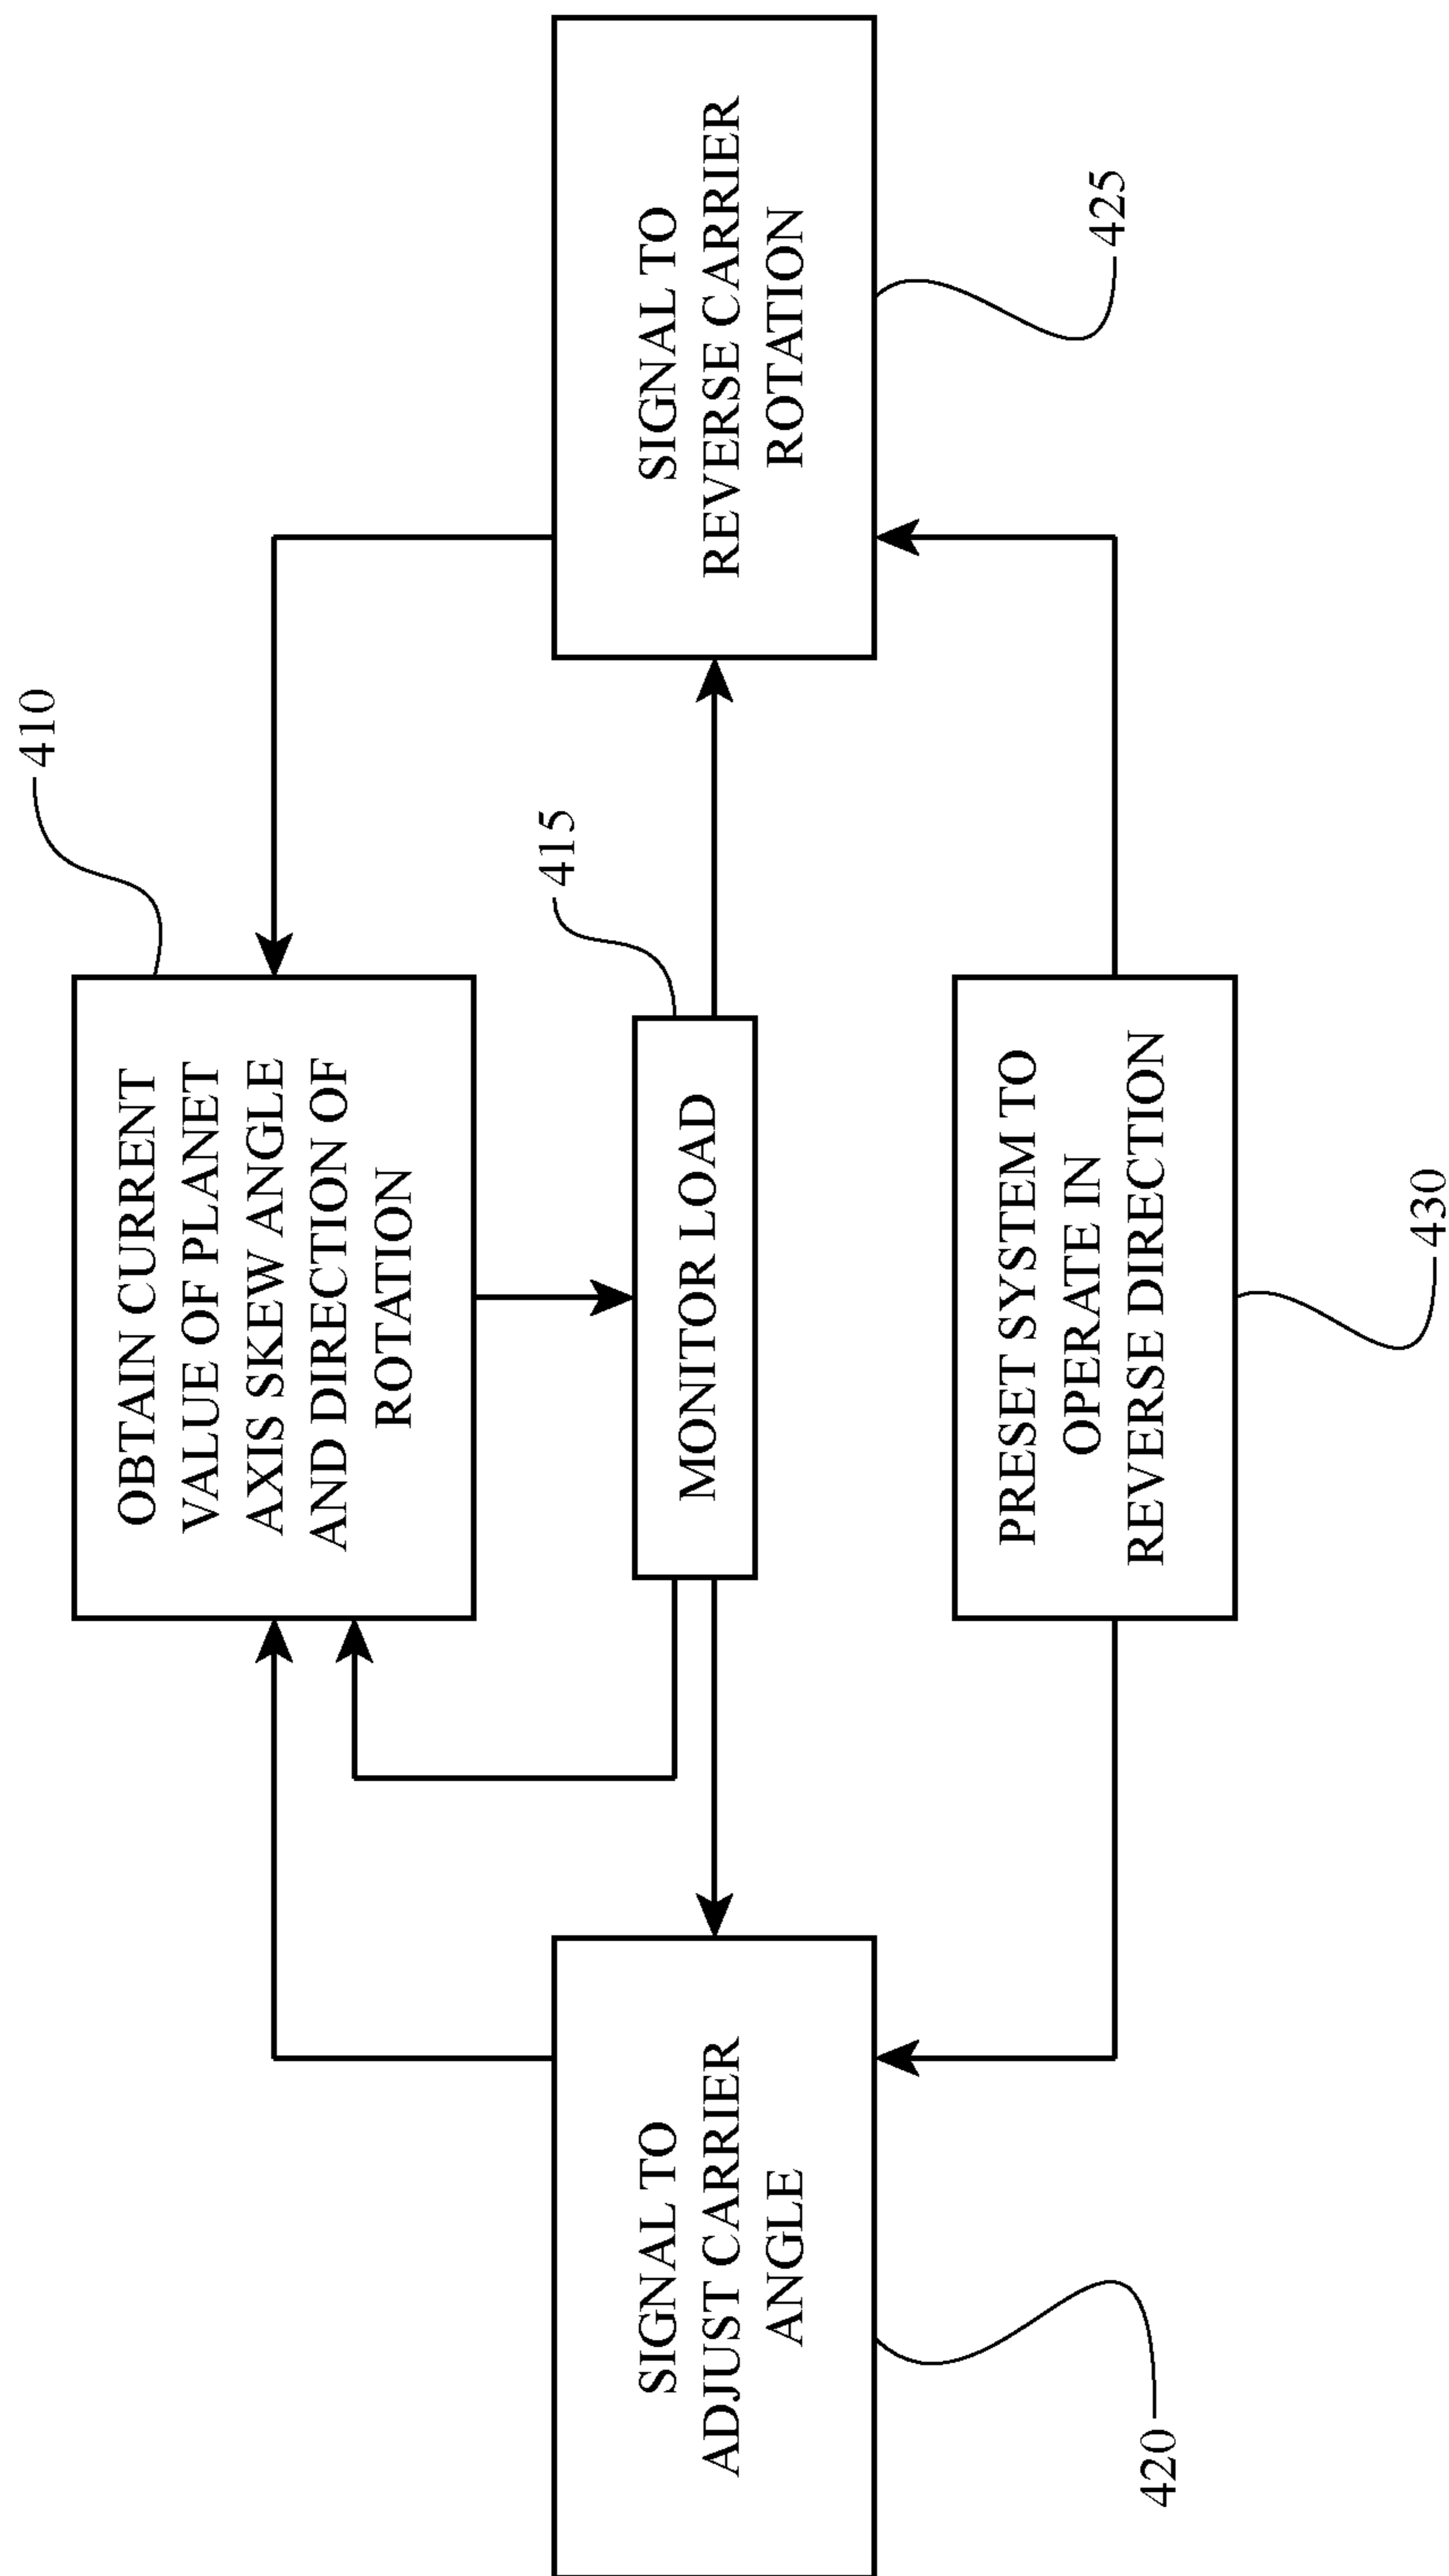 OBTAIN CURRENT
VALUE OF PLANET
AXIS SKEW ANGLE
AND DIRECTION OF
ROTATION
410
MONITOR LOAD
415
SIGNAL TO
ADJUST CARRIER
ANGLE
420
SIGNAL TO
REVERSE CARRIER
ROTATION
425
PRESET SYSTEM TO
OPERATE IN
REVERSE DIRECTION
430